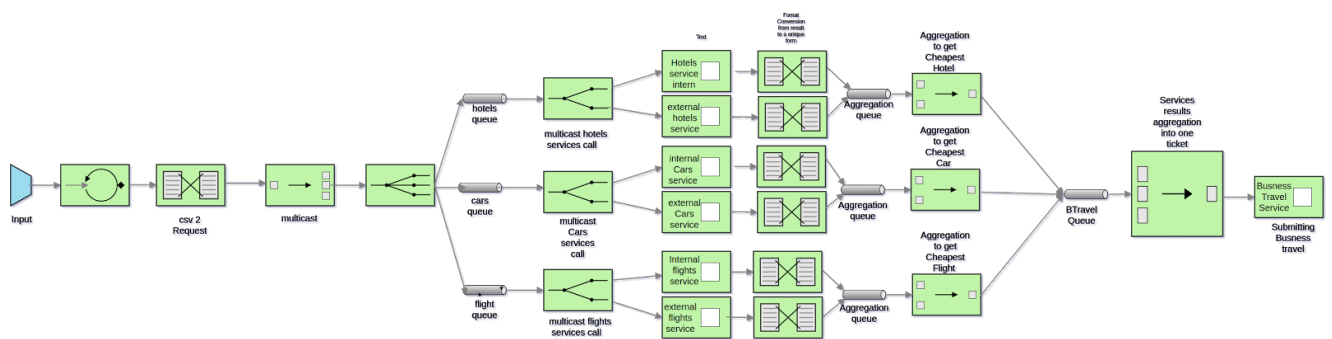 Input
csv 2
Request
multicast
hotels
queue
cars
queue
flight
queue
multicast hotels
services call
multicast
Cars
services
call
multicast flights
services call
Text
Hotels
service
intern
external
hotels
service
internal
Cars
service
external
Cars
service
Internal
flights
service
external
flights
service
Fomat
Conversion
from result
to a unique
form
Aggregation
queue
Aggregation
queue
Aggregation
queue
Aggregation
to get
Cheapest
Hotel
Aggregation
to get
Cheapest
Car
Aggregation
to get
Cheapest
Flight
BTravel
Queue
Services
results
aggregation
into one
ticket
Busness
Travel
Service
Submitting
Busness
travel